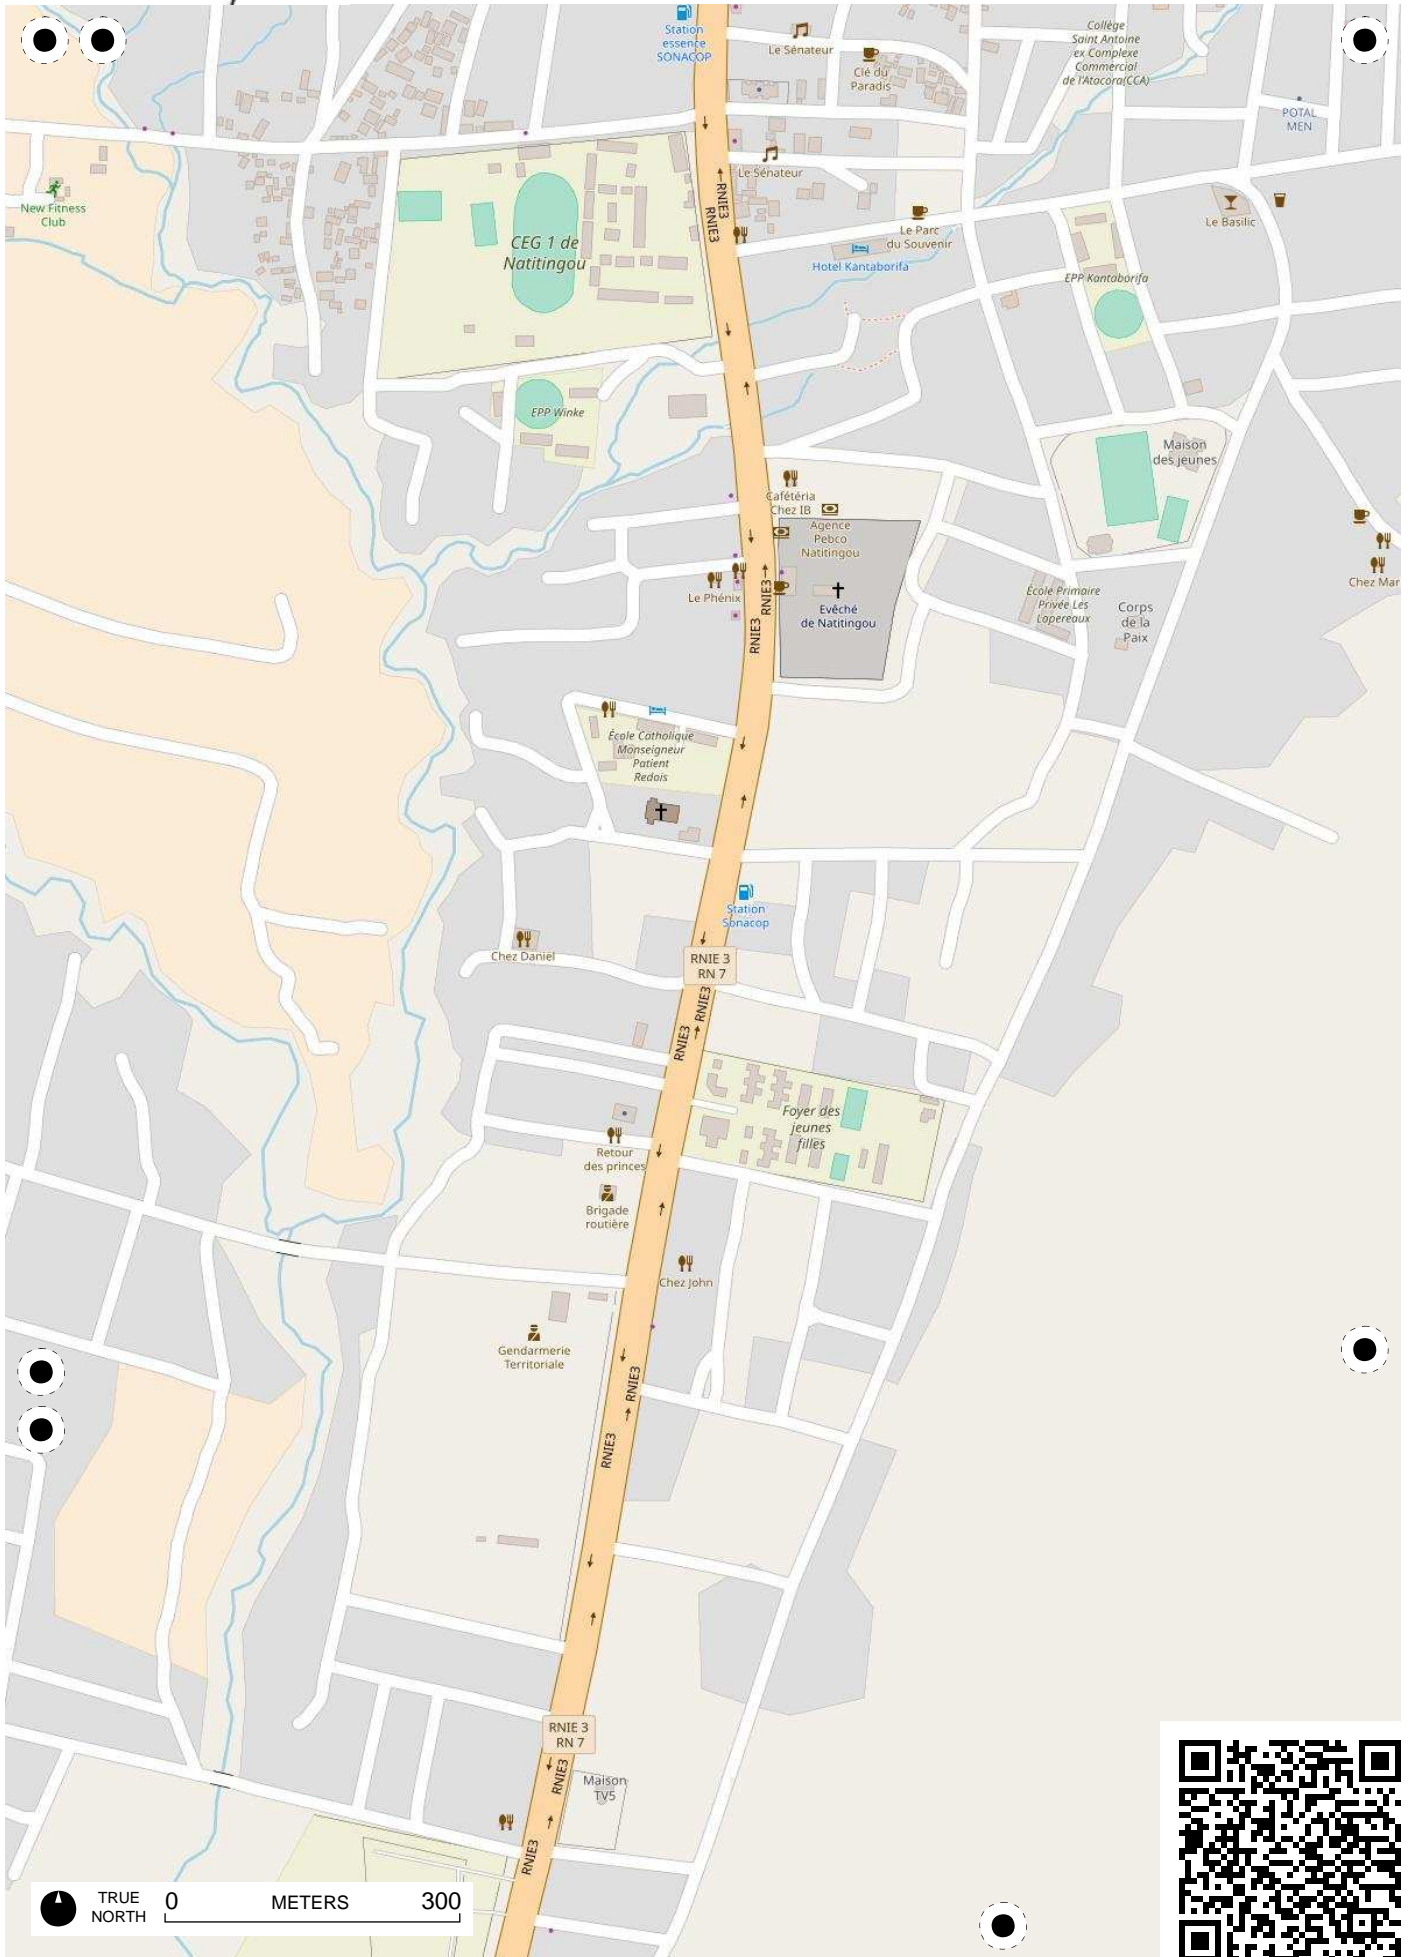 Station
essence
SONACOP
Le Sénateur
Clé du
Paradis
Collège
Saint Antoine
ex Complexe
Commercial
de l'Atacora(CCA)
POTAL
MEN
New Fitness
Club
CEG 1 de
Natitingou
RNIE3
RNIE3
Le Sénateur
Le Parc
du Souvenir
Hotel Kantaborifa
Le Basilic
EPP Kantaborifa
EPP Winke
Maison
des jeunes
Cafétéria
Chez IB
Agence
Pebco
Natitingou
Le Phénix
RNIE3
RNIE3
Evêché
de Natitingou
École Primaire
Privée Les
Lapereaux
Corps
de la
Paix
Chez Mar
École Catholique
Monseigneur
Patient
Redois
Station
Sonacop
Chez Daniel
RNIE 3
RN 7
RNIE3
RNIE3
Foyer des
jeunes
filles
Retour
des princes
Brigade
routière
Chez John
Gendarmerie
Territoriale
RNIE3
RNIE3
RNIE 3
RN 7
RNIE3
Maison
TV5
RNIE3
TRUE
NORTH
0 METERS 300